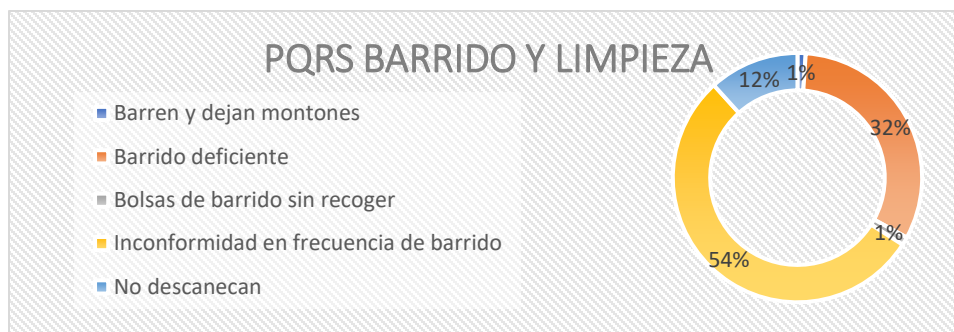 PQRS BARRIDO Y LIMPIEZA
Barren y dejan montones
Barrido deficiente
Bolsas de barrido sin recoger
Inconformidad en frecuencia de barrido
No descanecan
1%
32%
1%
54%
12%